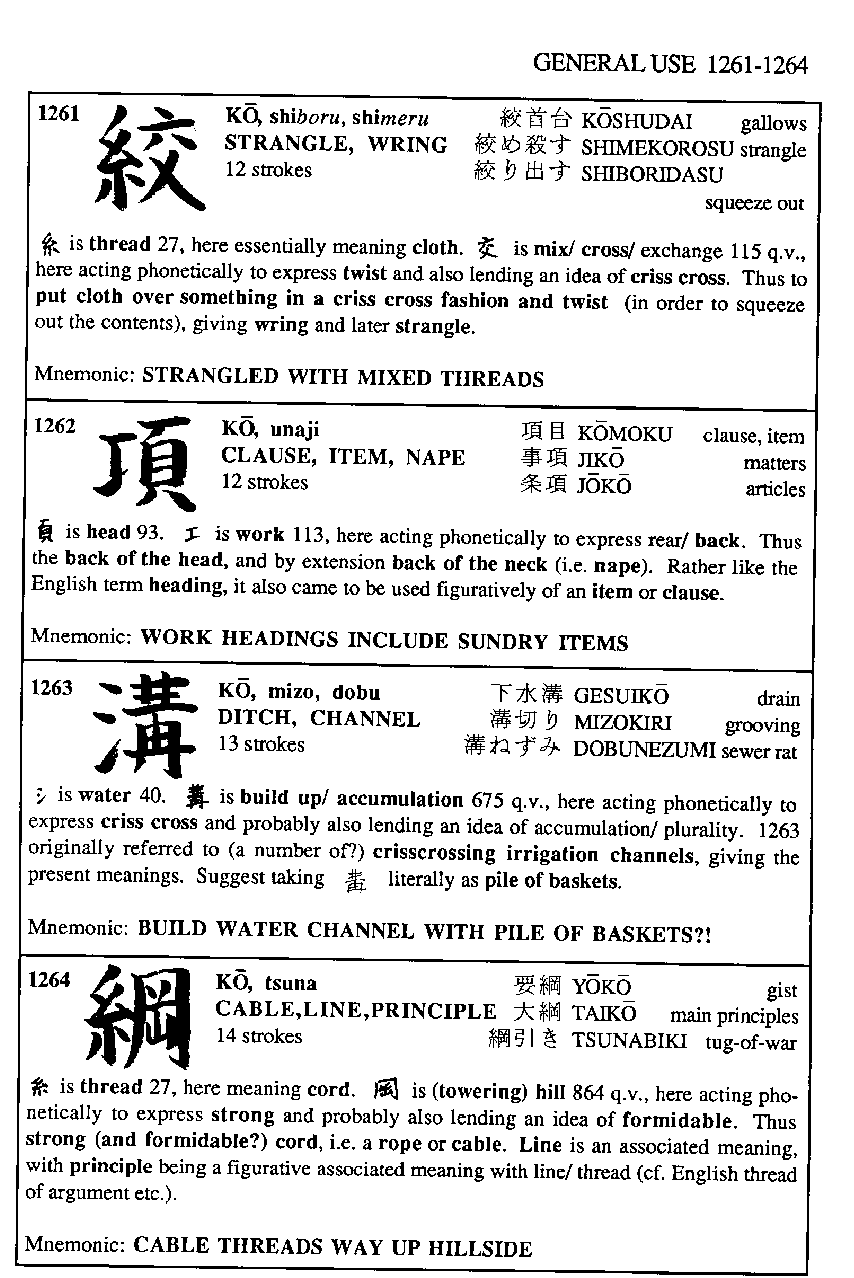 GENERAL USE 1261-1264
1261 絞 KŌ, shiboru, shimeru 絞首台 KŌSHUDAI gallows
STRANGLE, WRING 絞め殺す SHIMEKOROSU strangle
12 strokes 絞り出す SHIBORIDASU
squeeze out
糸 is thread 27, here essentially meaning cloth. 交 is mix/ cross/ exchange 115 q.v.,
here acting phonetically to express twist and also lending an idea of criss cross. Thus to
put cloth over something in a criss cross fashion and twist (in order to squeeze
out the contents), giving wring and later strangle.
Mnemonic: STRANGLED WITH MIXED THREADS
1262 項 KŌ, unaji 項目 KŌMOKU clause, item
CLAUSE, ITEM, NAPE 事項 JIKŌ matters
12 strokes 条項 JŌKŌ articles
頁 is head 93. 工 is work 113, here acting phonetically to express rear/ back. Thus
the back of the head, and by extension back of the neck (i.e. nape). Rather like the
English term heading, it also came to be used figuratively of an item or clause.
Mnemonic: WORK HEADINGS INCLUDE SUNDRY ITEMS
1263 溝 KŌ, mizo, dobu 下水溝 GESUIKŌ drain
DITCH, CHANNEL 溝切り MIZOKIRI grooving
13 strokes 溝ねずみ DOBUNEZUMI sewer rat
氵 is water 40. 冓 is build up/ accumulation 675 q.v., here acting phonetically to
express criss cross and probably also lending an idea of accumulation/ plurality. 1263
originally referred to (a number of?) crisscrossing irrigation channels, giving the
present meanings. Suggest taking 冓 literally as pile of baskets.
Mnemonic: BUILD WATER CHANNEL WITH PILE OF BASKETS?!
1264 綱 KŌ, tsuna 要綱 YŌKŌ gist
CABLE,LINE,PRINCIPLE 大綱 TAIKŌ main principles
14 strokes 綱引き TSUNABIKI tug-of-war
糸 is thread 27, here meaning cord. 岡 is (towering) hill 864 q.v., here acting pho-
netically to express strong and probably also lending an idea of formidable. Thus
strong (and formidable?) cord, i.e. a rope or cable. Line is an associated meaning,
with principle being a figurative associated meaning with line/ thread (cf. English thread
of argument etc.).
Mnemonic: CABLE THREADS WAY UP HILLSIDE